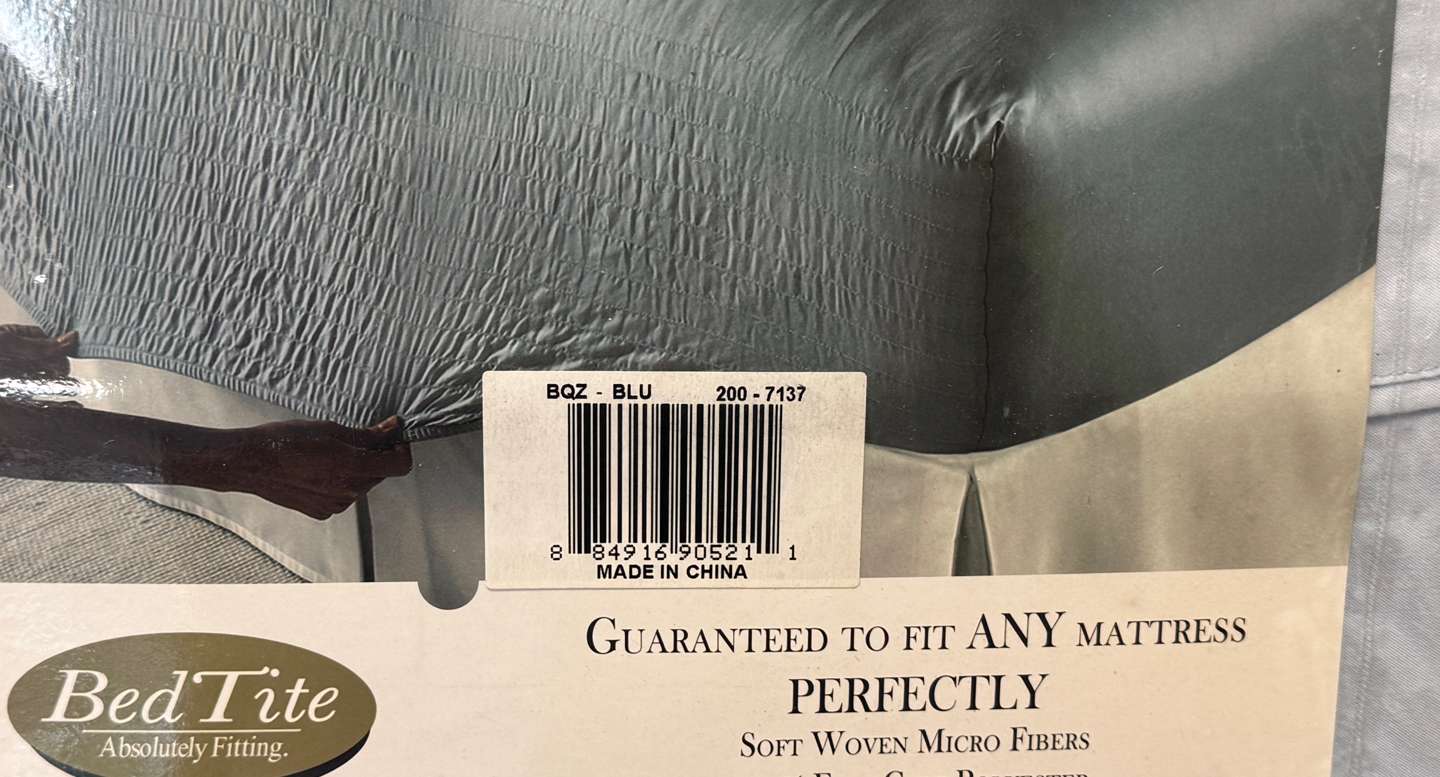 BQZ - BLU 200 - 7137
8 84916 90521 1
MADE IN CHINA
GUARANTEED TO FIT ANY MATTRESS
PERFECTLY
SOFT WOVEN MICRO FIBERS
Bed Tite
Absolutely Fitting.